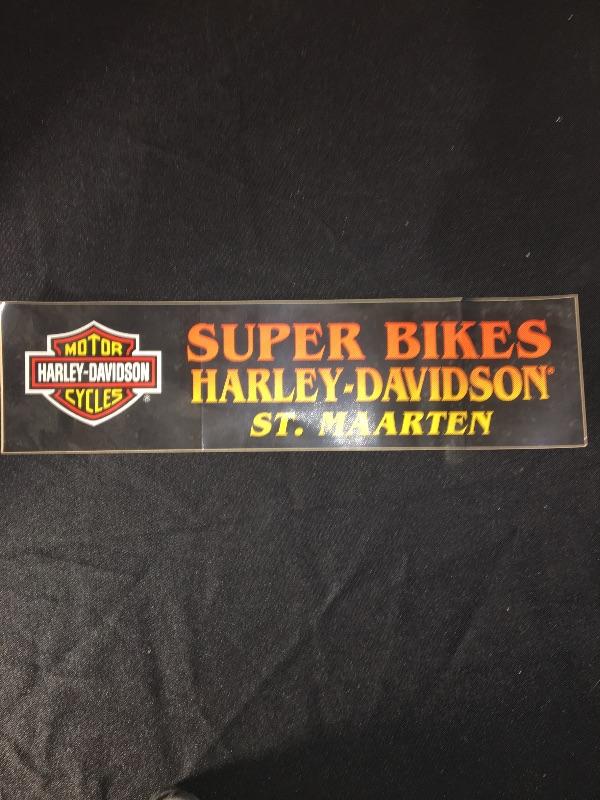 MOTOR
HARLEY-DAVIDSON
CYCLES
®
SUPER BIKES
HARLEY-DAVIDSON®
ST. MAARTEN